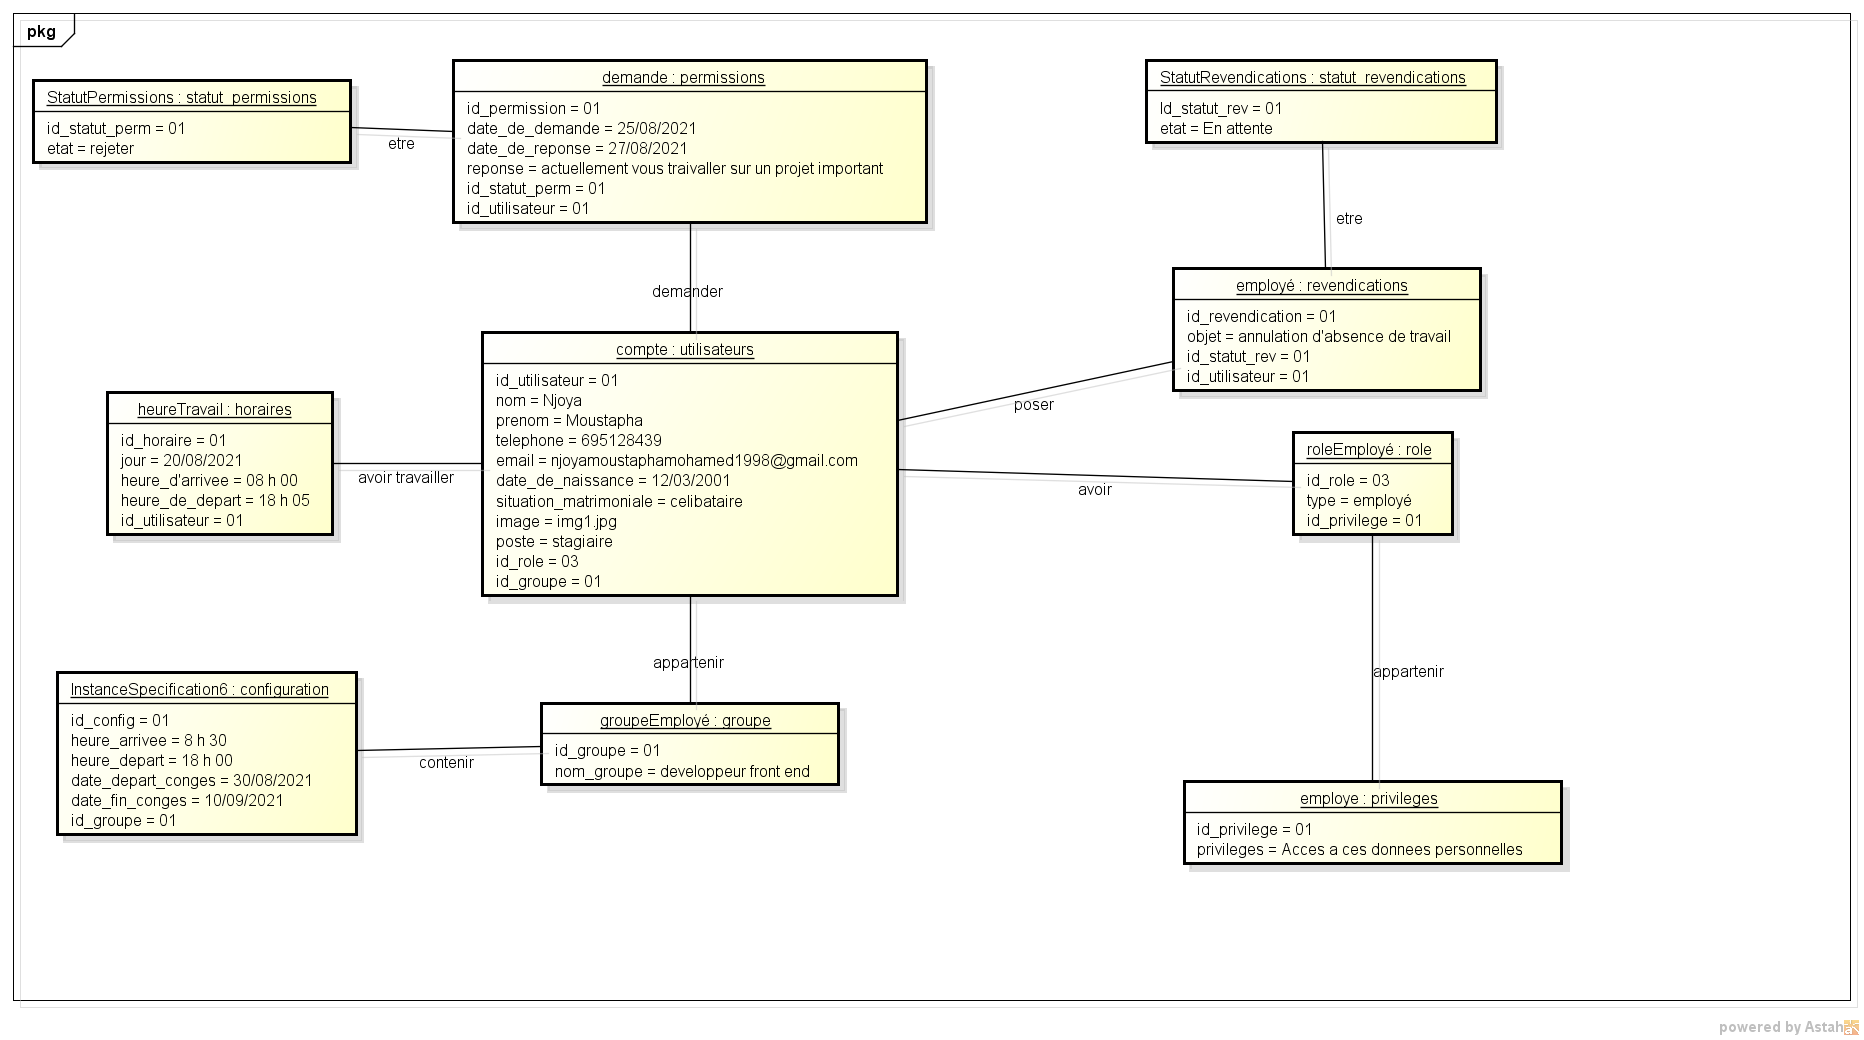 pkg
StatutPermissions : statut_permissions
id_statut_perm = 01
etat = rejeter
etre
demande : permissions
id_permission = 01
date_de_demande = 25/08/2021
date_de_reponse = 27/08/2021
reponse = actuellement vous traivaller sur un projet important
id_statut_perm = 01
id_utilisateur = 01
StatutRevendications : statut_revendications
Id_statut_rev = 01
etat = En attente
etre
demander
employé : revendications
id_revendication = 01
objet = annulation d'absence de travail
id_statut_rev = 01
id_utilisateur = 01
compte : utilisateurs
id_utilisateur = 01
nom = Njoya
prenom = Moustapha
telephone = 695128439
email = njoyamoustaphamohamed1998@gmail.com
date_de_naissance = 12/03/2001
situation_matrimoniale = celibataire
image = img1.jpg
poste = stagiaire
id_role = 03
id_groupe = 01
poser
heureTravail : horaires
id_horaire = 01
jour = 20/08/2021
heure_d'arrivee = 08 h 00
heure_de_depart = 18 h 05
id_utilisateur = 01
avoir travailler
avoir
roleEmployé : role
id_role = 03
type = employé
id_privilege = 01
appartenir
appartenir
InstanceSpecification6 : configuration
id_config = 01
heure_arrivee = 8 h 30
heure_depart = 18 h 00
date_depart_conges = 30/08/2021
date_fin_conges = 10/09/2021
id_groupe = 01
contenir
groupeEmployé : groupe
id_groupe = 01
nom_groupe = developpeur front end
employe : privileges
id_privilege = 01
privileges = Acces a ces donnees personnelles
powered by Astah